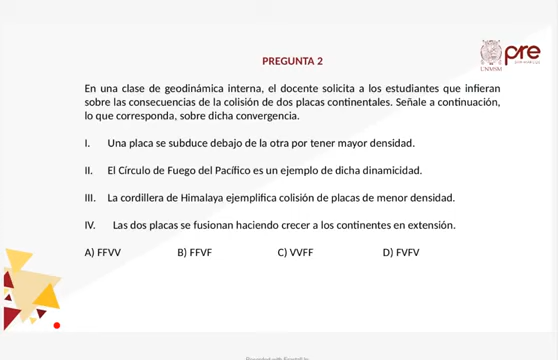 UNMSM
pre
PREGUNTA 2
En una clase de geodinámica interna, el docente solicita a los estudiantes que infieran
sobre las consecuencias de la colisión de dos placas continentales. Señale a continuación,
lo que corresponda, sobre dicha convergencia.
I. Una placa se subduce debajo de la otra por tener mayor densidad.
II. El Círculo de Fuego del Pacífico es un ejemplo de dicha dinamicidad.
III. La cordillera de Himalaya ejemplifica colisión de placas de menor densidad.
IV. Las dos placas se fusionan haciendo crecer a los continentes en extensión.
A) FFVV B) FFVF C) VVFF D) FVFV